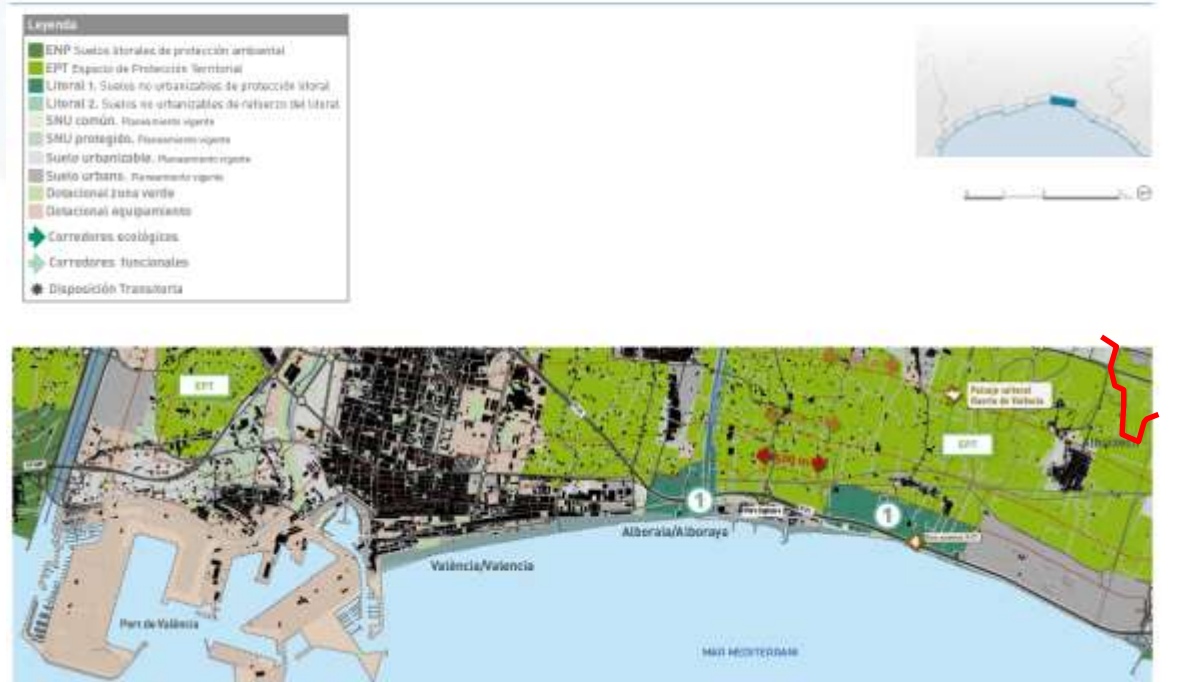 Leyenda
ENP Suelos litorales de protección ambiental
EPT Espacio de Protección Territorial
Litoral 1. Suelos no urbanizables de protección litoral
Litoral 2. Suelos no urbanizables de refuerzo del litoral
SNU común. Planeamiento vigente
SNU protegido. Planeamiento vigente
Suelo urbanizable. Planeamiento vigente
Suelo urbano. Planeamiento vigente
Dotacional zona verde
Dotacional equipamiento
Corredores ecológicos
Corredores funcionales
Disposición Transitoria
EPT
Paisaje cultural
Huerta de València
EPT
1
1
Alboraia/Alboraya
València/Valencia
Port de València
MAR MEDITERRANI